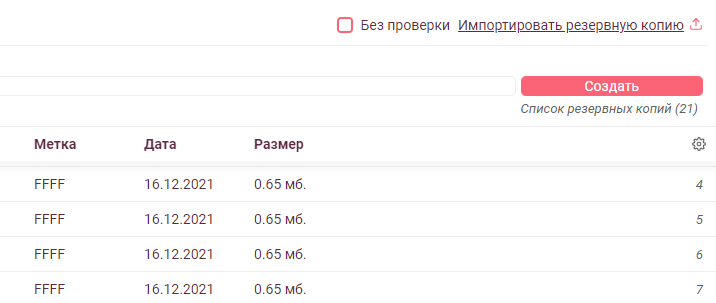 Без проверки Импортировать резервную копию
Создать
Список резервных копий (21)
Метка Дата Размер
FFFF 16.12.2021 0.65 мб. 4
FFFF 16.12.2021 0.65 мб. 5
FFFF 16.12.2021 0.65 мб. 6
FFFF 16.12.2021 0.65 мб. 7